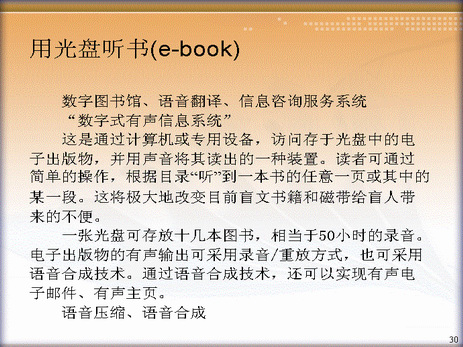 用光盘听书(e-book)
数字图书馆、语音翻译、信息咨询服务系统
“数字式有声信息系统”
这是通过计算机或专用设备，访问存于光盘中的电
子出版物，并用声音将其读出的一种装置。读者可通过
简单的操作，根据目录“听”到一本书的任意一页或其中的
某一段。这将极大地改变目前盲文书籍和磁带给盲人带
来的不便。
一张光盘可存放十几本图书，相当于50小时的录音。
电子出版物的有声输出可采用录音/重放方式，也可采用
语音合成技术。通过语音合成技术，还可以实现有声电
子邮件、有声主页。
语音压缩、语音合成
30